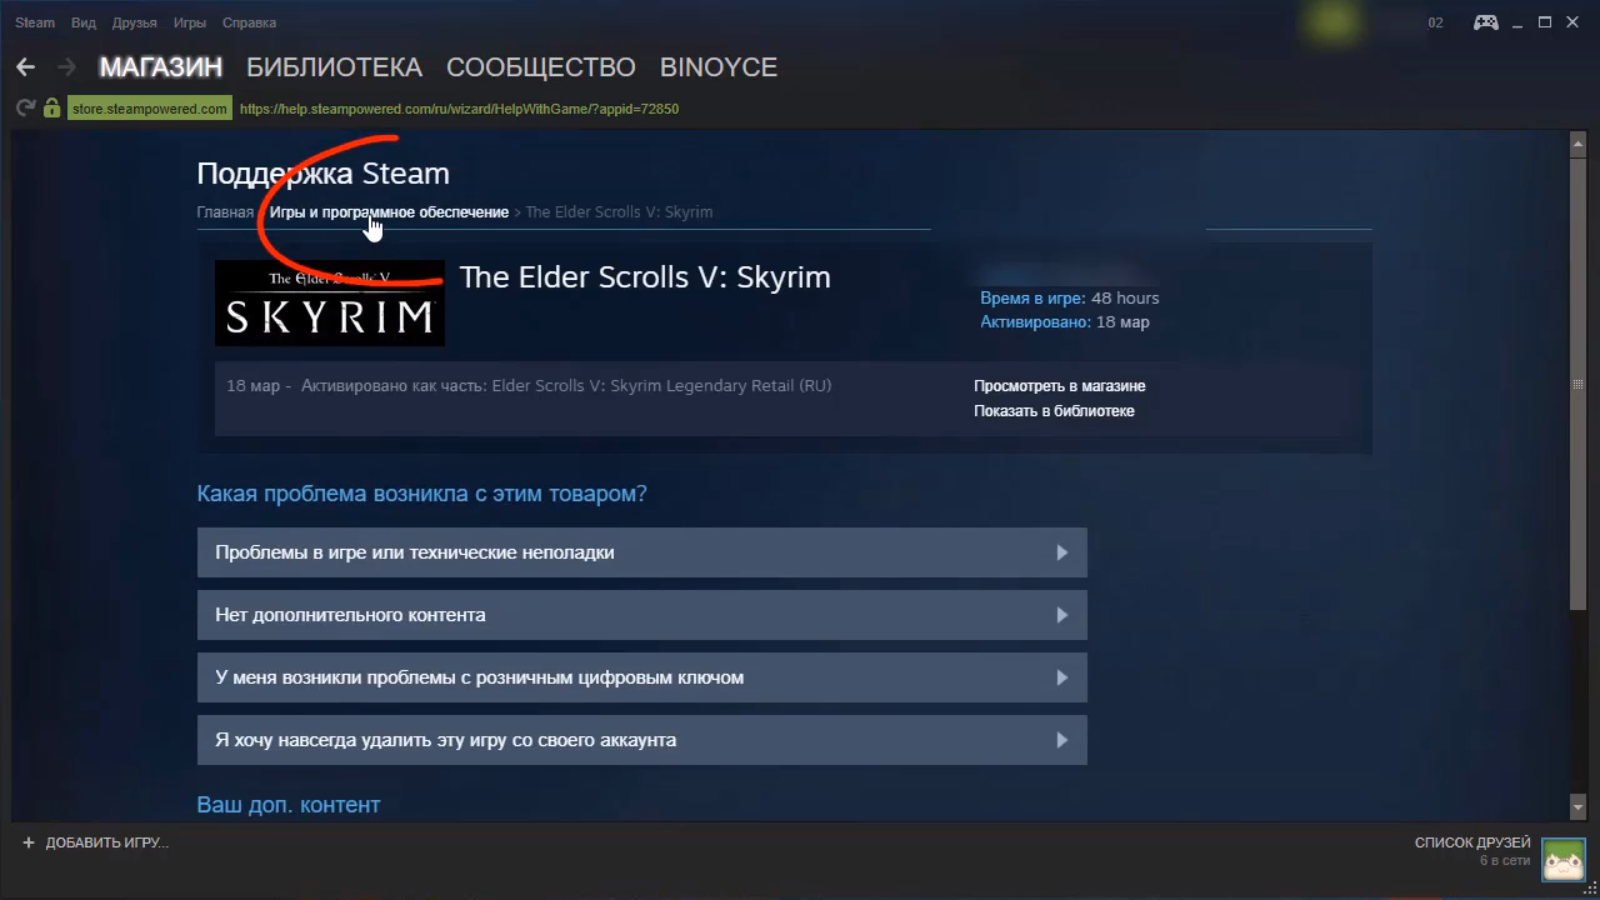 Steam Вид Друзья Игры Справка 02
МАГАЗИН БИБЛИОТЕКА СООБЩЕСТВО BINOYCE
store.steampowered.com https://help.steampowered.com/ru/wizard/HelpWithGame/?appid=72850
Поддержка Steam
Главная Игры и программное обеспечение > The Elder Scrolls V: Skyrim
The Elder Scrolls V
SKYRIM
The Elder Scrolls V: Skyrim
Время в игре: 48 hours
Активировано: 18 мар
18 мар - Активировано как часть: Elder Scrolls V: Skyrim Legendary Retail (RU)
Просмотреть в магазине
Показать в библиотеке
Какая проблема возникла с этим товаром?
Проблемы в игре или технические неполадки
Нет дополнительного контента
У меня возникли проблемы с розничным цифровым ключом
Я хочу навсегда удалить эту игру со своего аккаунта
Ваш доп. контент
+ ДОБАВИТЬ ИГРУ...
СПИСОК ДРУЗЕЙ
6 в сети